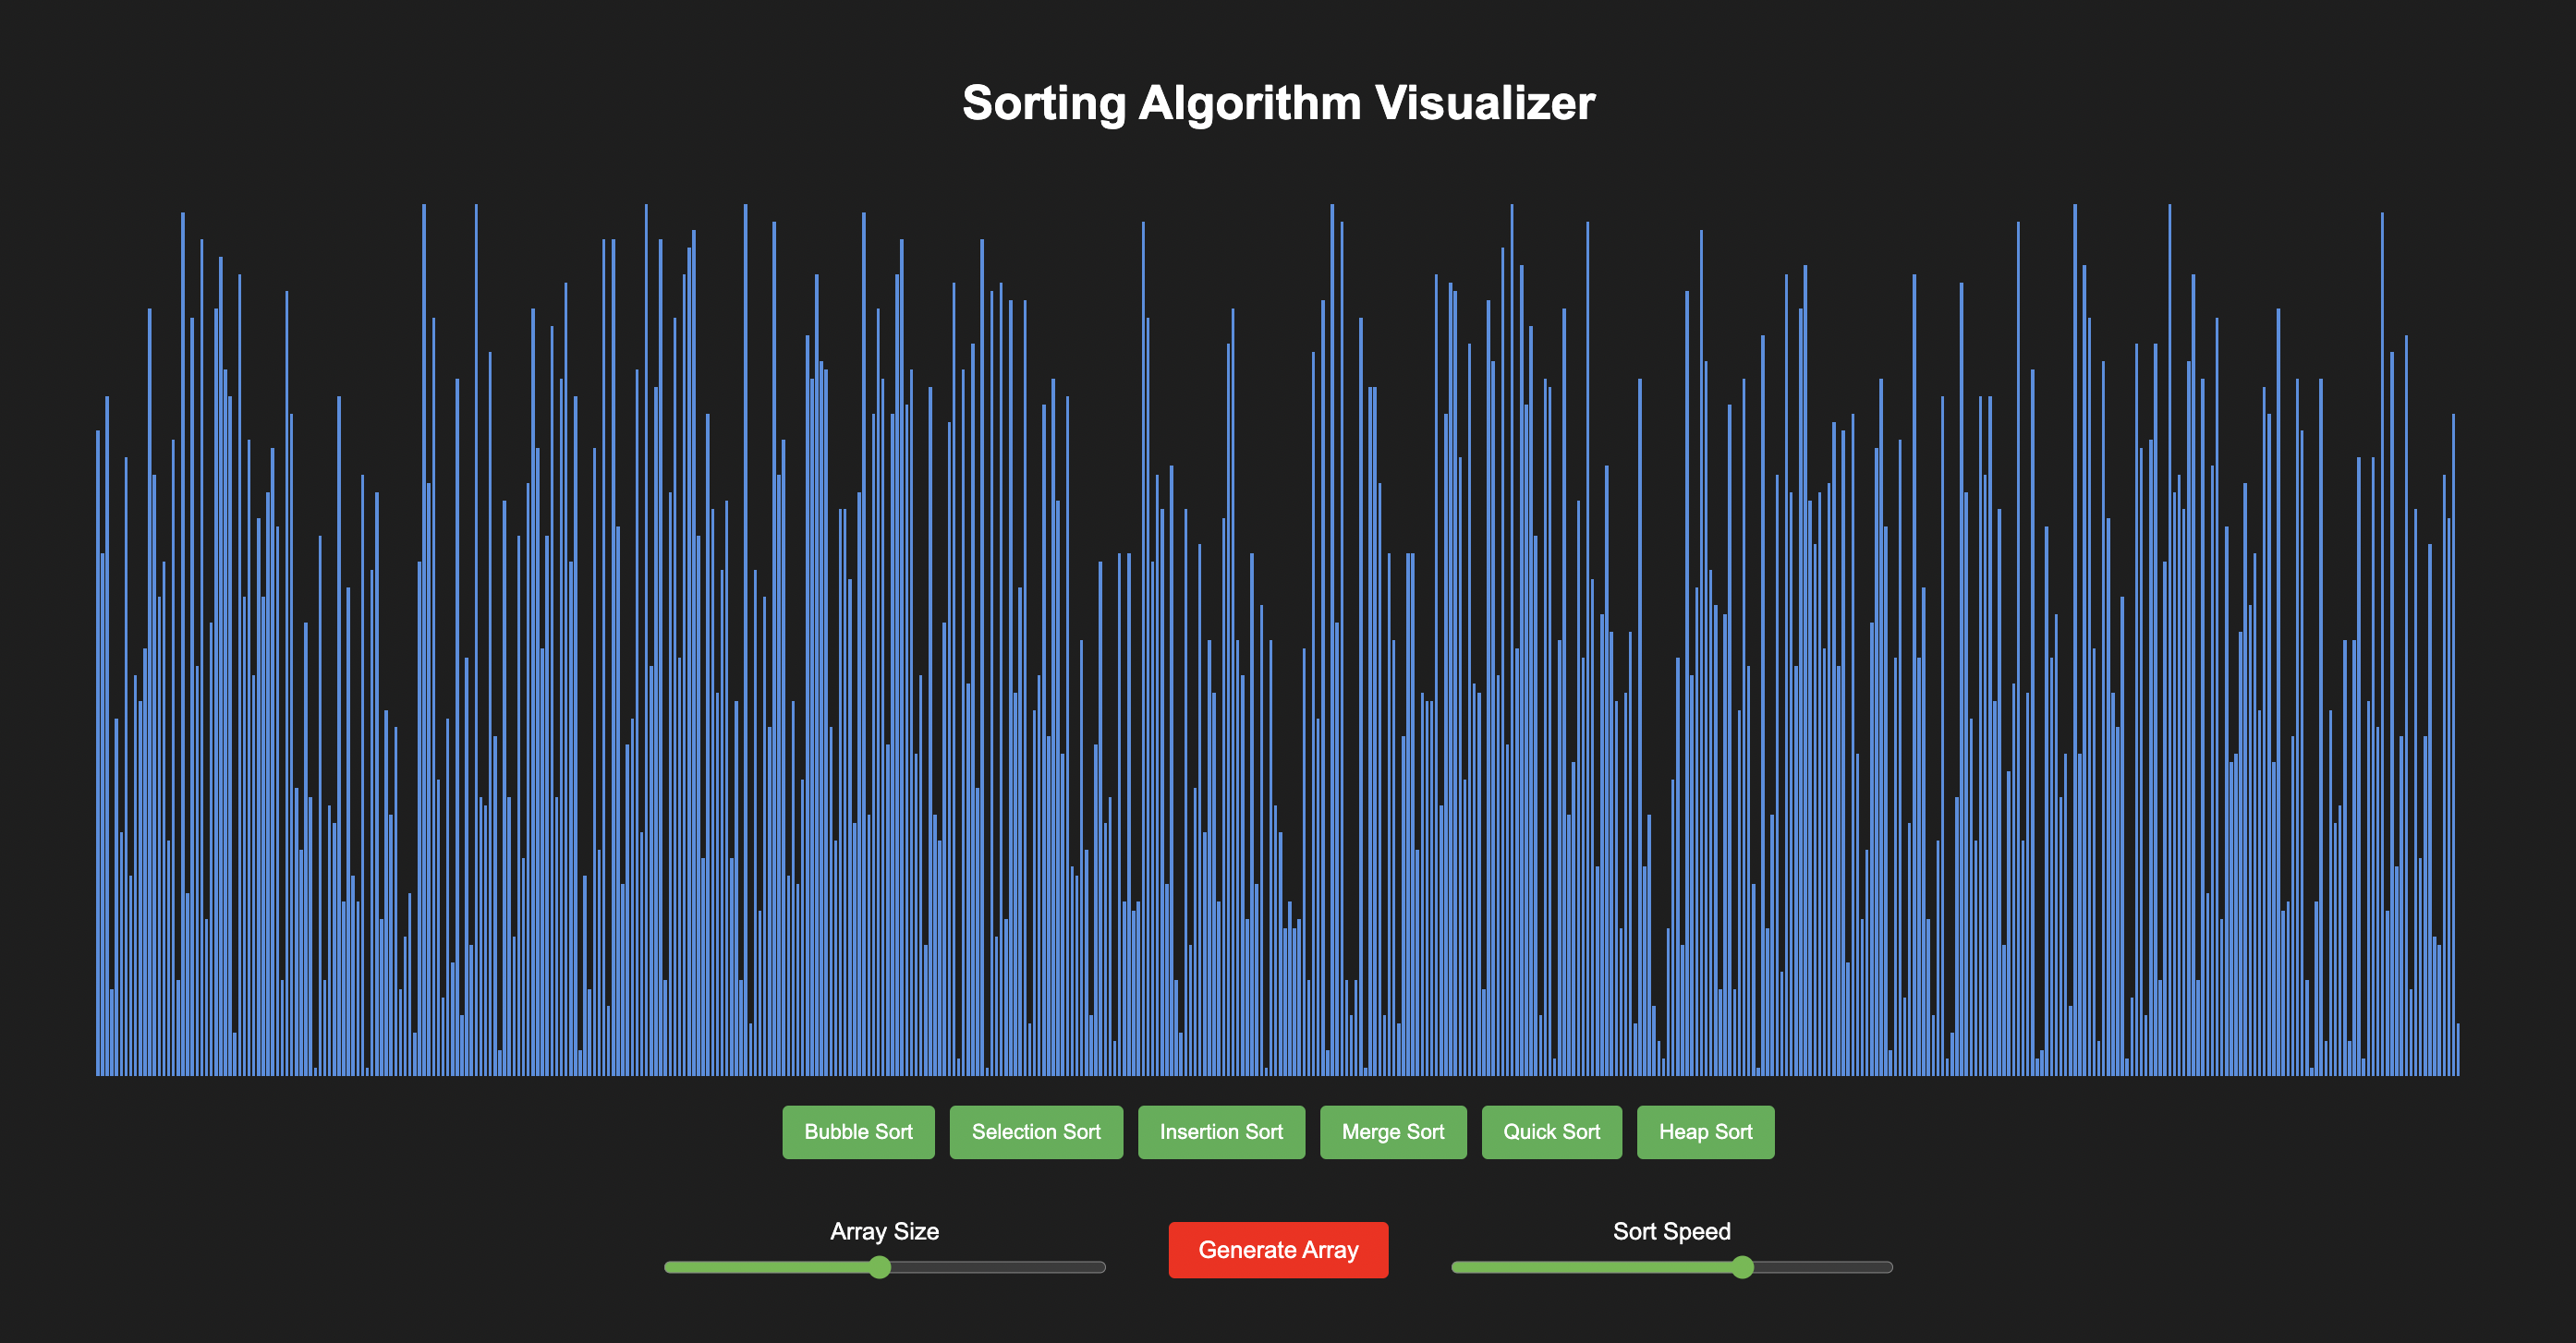 Sorting Algorithm Visualizer
Bubble Sort
Selection Sort
Insertion Sort
Merge Sort
Quick Sort
Heap Sort
Array Size
Generate Array
Sort Speed